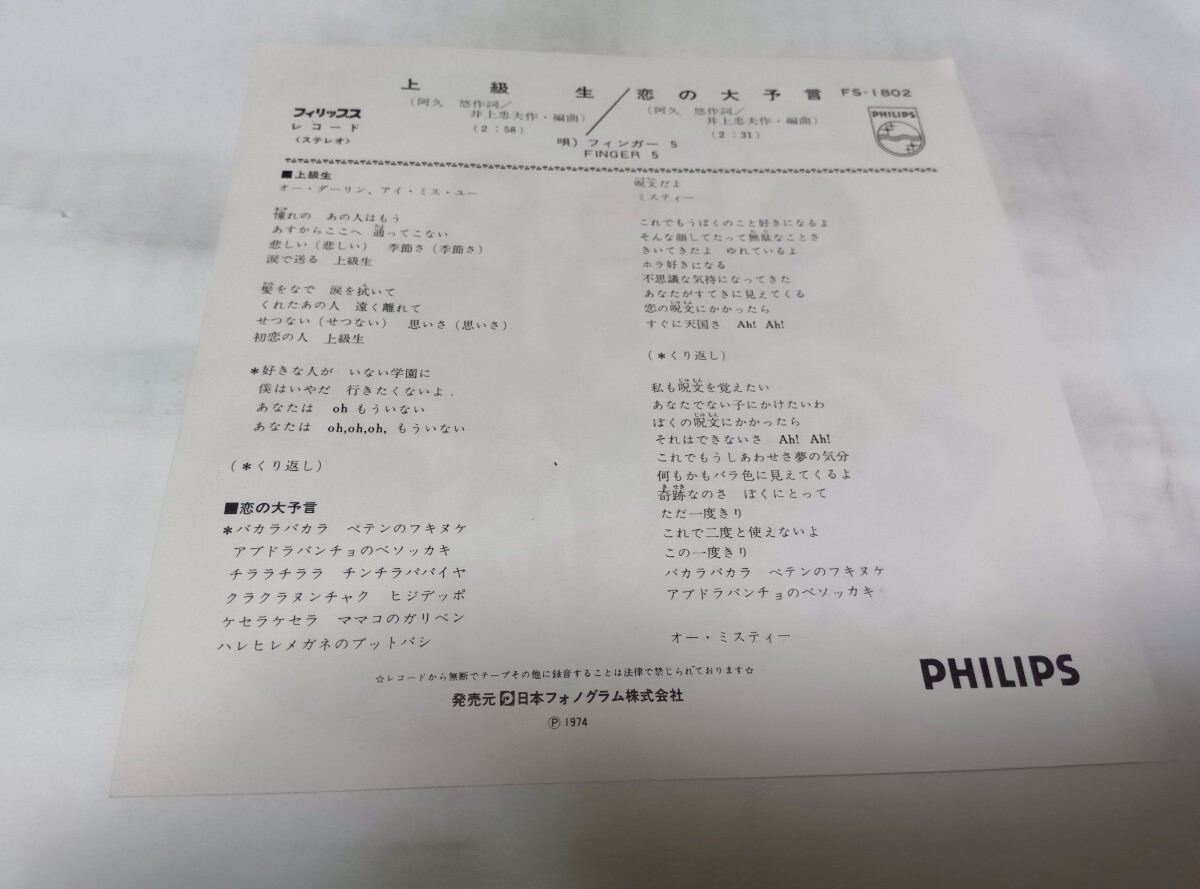 上級生／恋の大予言 FS-1802
フィリップス
レコード
〈ステレオ〉
（阿久 悠作詞／
井上忠夫作・編曲）
（2：58）
（阿久 悠作詞／
井上忠夫作・編曲）
（2：31）
唄）フィンガー 5
FINGER 5
PHILIPS
■上級生
オー・ダーリン、アイ・ミス・ユー
憧れの あの人はもう
あすからここへ 通ってこない
悲しい（悲しい） 季節さ（季節さ）
涙で送る 上級生
髪をなで 涙を拭いて
くれたあの人 遠く離れて
せつない（せつない） 思いさ（思いさ）
初恋の人 上級生
＊好きな人が いない学園に
僕はいやだ 行きたくないよ．
あなたは oh もういない
あなたは oh,oh,oh, もういない
（＊くり返し）
■恋の大予言
＊バカラバカラ ペテンのフキヌケ
アブドラバンチョのベソッカキ
チララチララ チンチラパパイヤ
クラクラヌンチャク ヒジデッポ
ケセラケセラ ママコのガリベン
ハレヒレメガネのブットバシ
呪文だよ
ミスティー
これでもうぼくのこと好きになるよ
そんな顔してたって無駄なことさ
きいてきたよ ゆれているよ
ホラ好きになる
不思議な気持になってきた
あなたがすてきに見えてくる
恋の呪文にかかったら
すぐに天国さ Ah! Ah!
（＊くり返し）
私も呪文を覚えたい
あなたでない子にかけたいわ
ぼくの呪文にかかったら
それはできないさ Ah! Ah!
これでもうしあわせさ夢の気分
何もかもバラ色に見えてくるよ
奇跡なのさ ぼくにとって
ただ一度きり
これで二度と使えないよ
この一度きり
バカラバカラ ペテンのフキヌケ
アブドラバンチョのベソッカキ
オー・ミスティー
☆レコードから無断でテープその他に録音することは法律で禁じられております☆
発売元 日本フォノグラム株式会社
Ⓟ 1974
PHILIPS